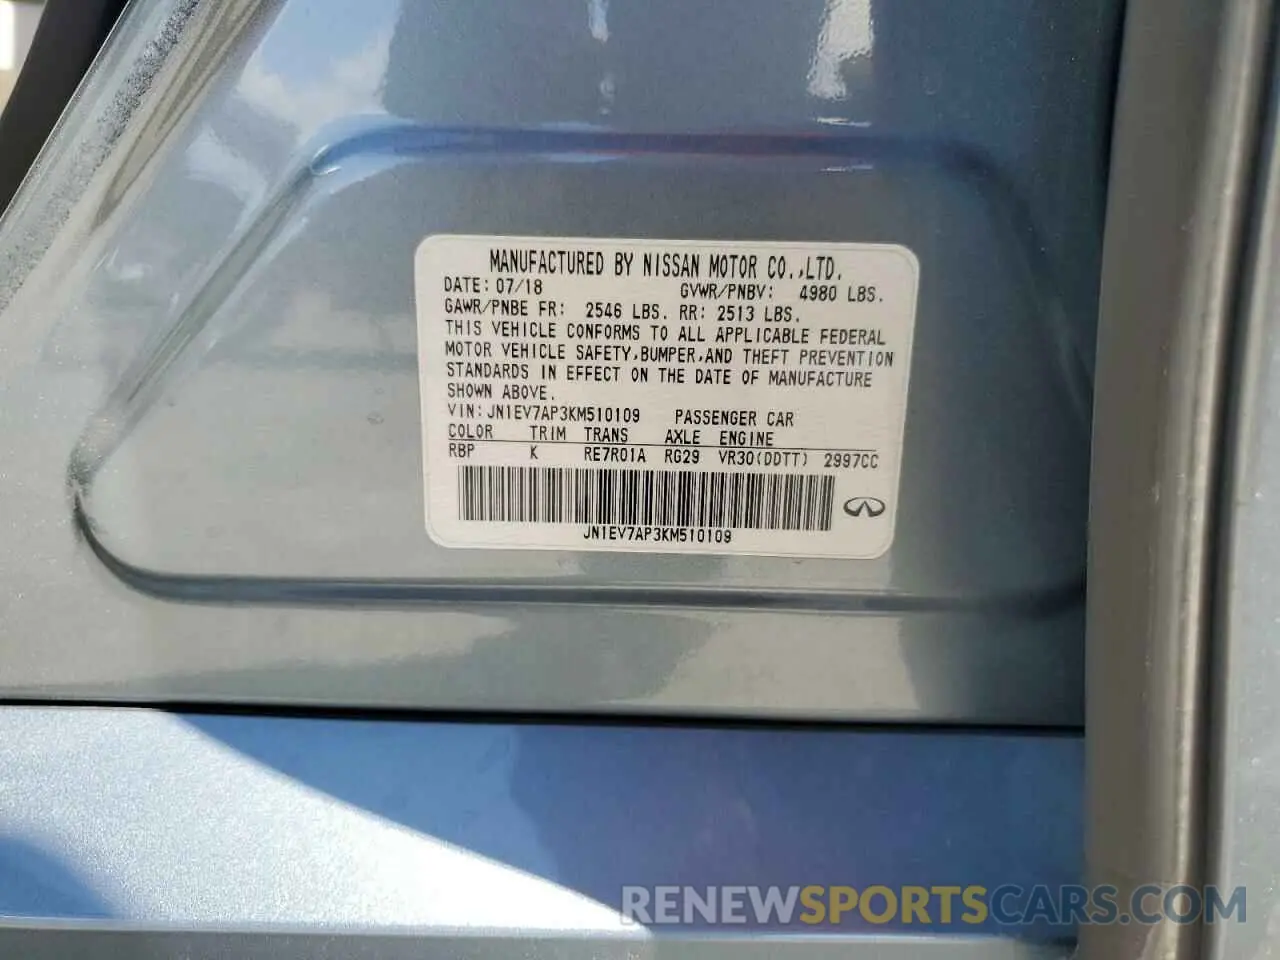 MANUFACTURED BY NISSAN MOTOR CO.,LTD.
DATE: 07/18 GVWR/PNBV: 4980 LBS.
GAWR/PNBE FR: 2546 LBS. RR: 2513 LBS.
THIS VEHICLE CONFORMS TO ALL APPLICABLE FEDERAL
MOTOR VEHICLE SAFETY,BUMPER,AND THEFT PREVENTION
STANDARDS IN EFFECT ON THE DATE OF MANUFACTURE
SHOWN ABOVE.
VIN: JN1EV7AP3KM510109 PASSENGER CAR
COLOR TRIM TRANS AXLE ENGINE
RBP K RE7R01A RG29 VR30(DDTT) 2997CC
JN1EV7AP3KM510109
RENEWSPORTSCARS.COM